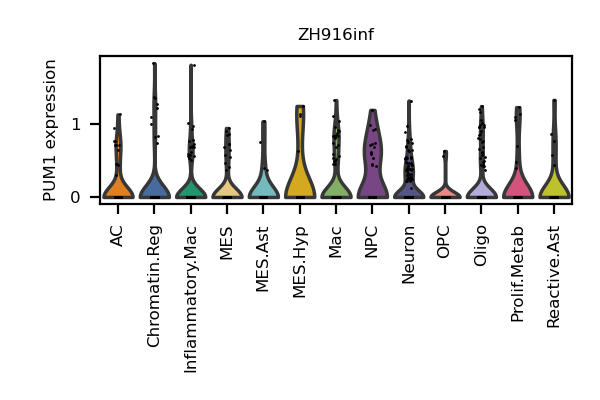 ZH916inf
PUM1 expression
1
0
AC
Chromatin.Reg
Inflammatory.Mac
MES
MES.Ast
MES.Hyp
Mac
NPC
Neuron
OPC
Oligo
Prolif.Metab
Reactive.Ast